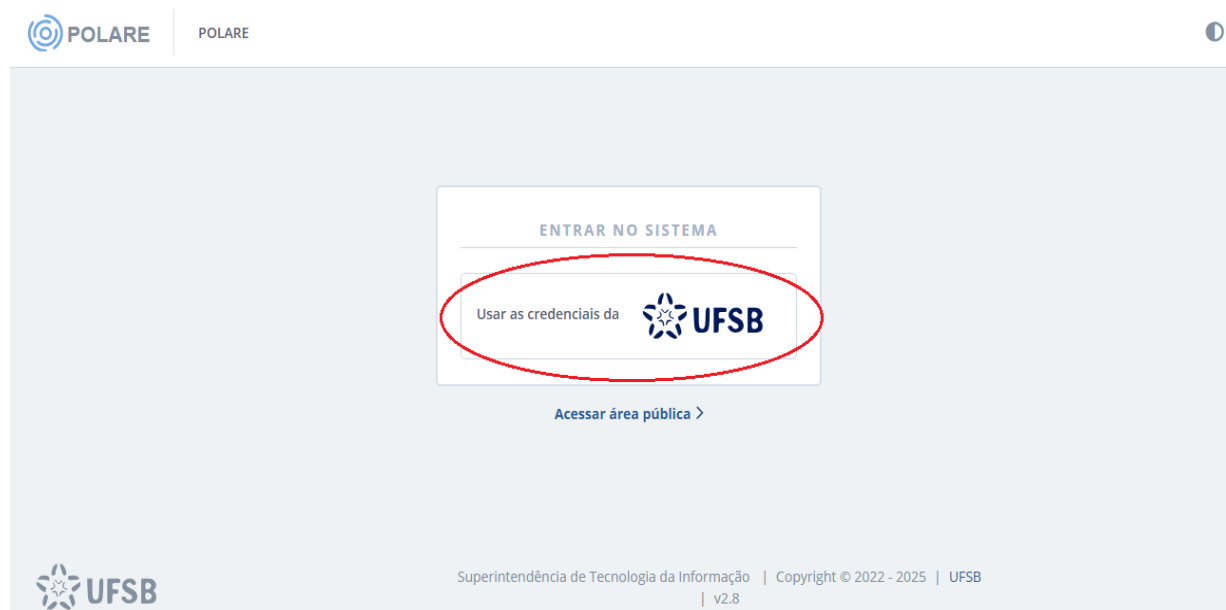 POLARE POLARE
ENTRAR NO SISTEMA
Usar as credenciais da UFSB
Acessar área pública
UFSB
Superintendência de Tecnologia da Informação | Copyright © 2022 - 2025 | UFSB
| v2.8